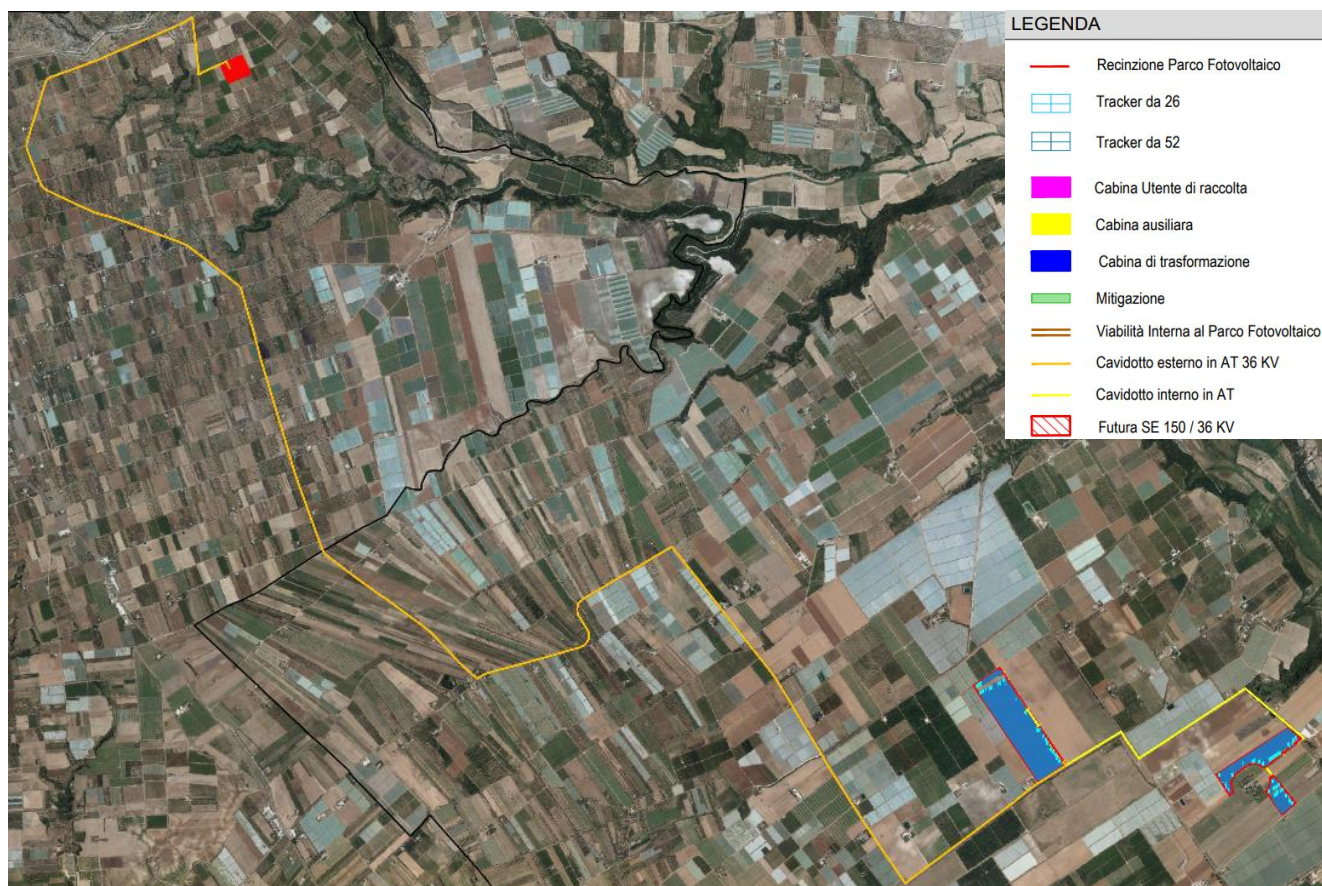 LEGENDA
Recinzione Parco Fotovoltaico
Tracker da 26
Tracker da 52
Cabina Utente di raccolta
Cabina ausiliara
Cabina di trasformazione
Mitigazione
Viabilità Interna al Parco Fotovoltaico
Cavidotto esterno in AT 36 KV
Cavidotto interno in AT
Futura SE 150 / 36 KV